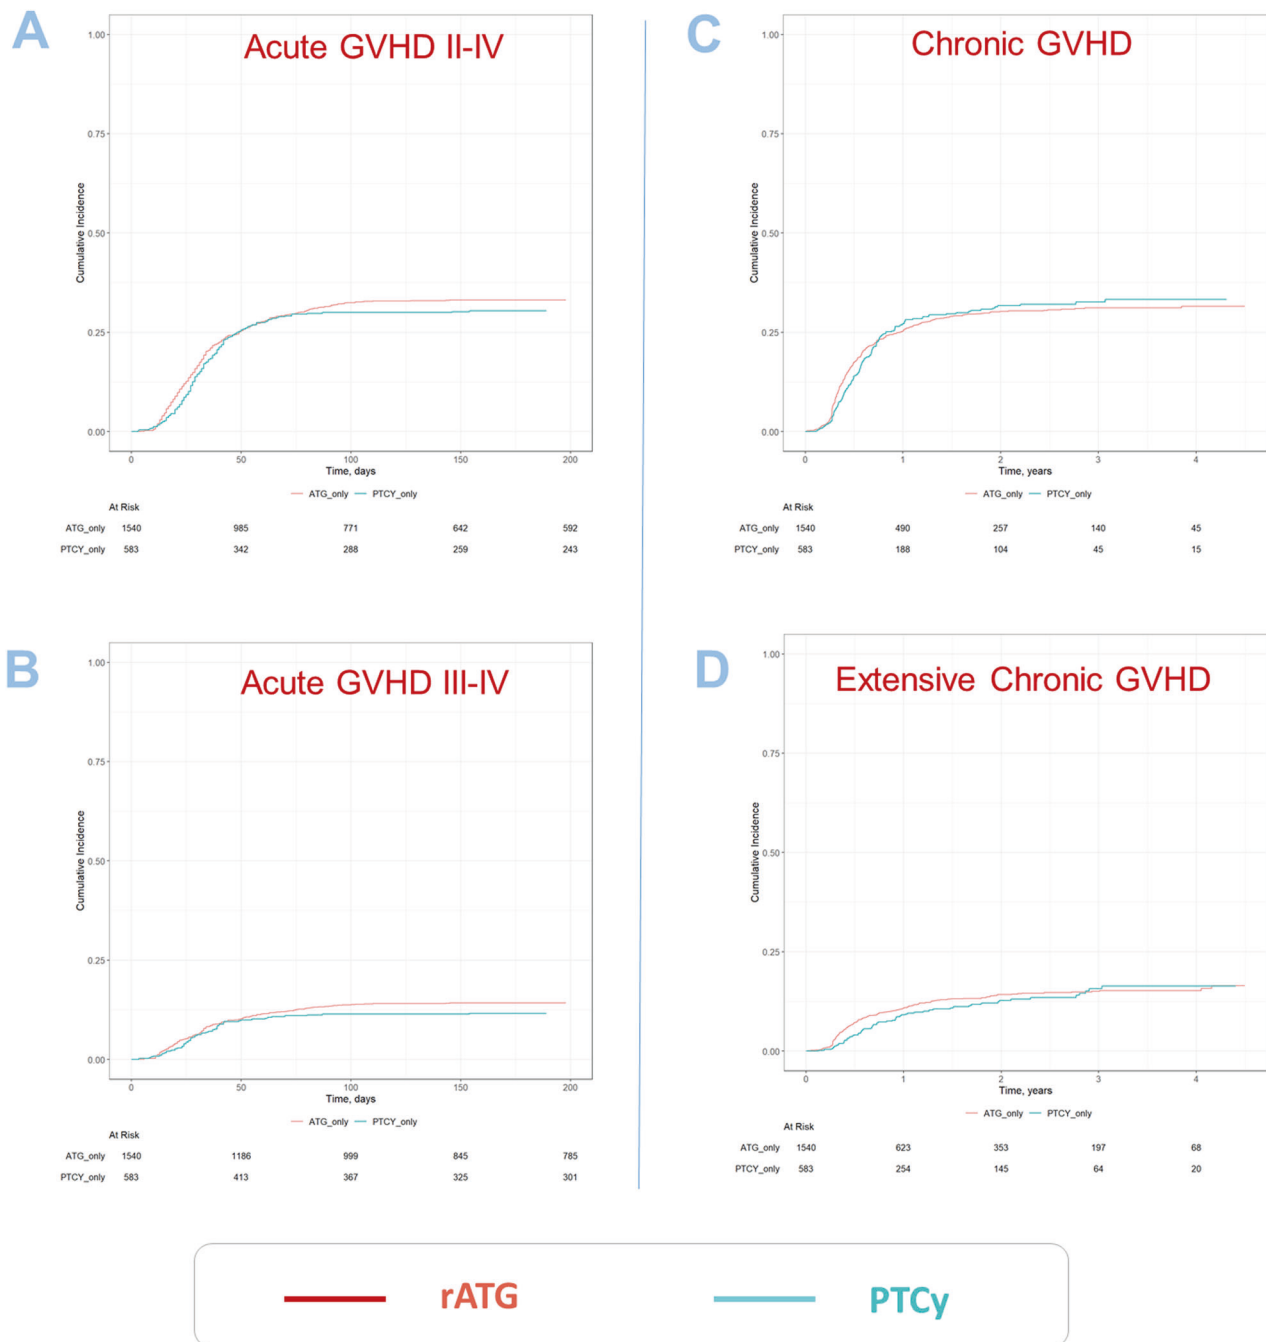 A
Acute GVHD II-IV
1.00
0.75
0.50
0.25
0.00
Cumulative Incidence
0 50 100 150 200
Time, days
ATG_only PTCY_only
At Risk
ATG_only 1540 985 771 642 592
PTCY_only 583 342 288 259 243
B
Acute GVHD III-IV
1.00
0.75
0.50
0.25
0.00
Cumulative Incidence
0 50 100 150 200
Time, days
ATG_only PTCY_only
At Risk
ATG_only 1540 1186 999 845 785
PTCY_only 583 413 367 325 301
C
Chronic GVHD
1.00
0.75
0.50
0.25
0.00
Cumulative Incidence
0 1 2 3 4
Time, years
ATG_only PTCY_only
At Risk
ATG_only 1540 490 257 140 45
PTCY_only 583 188 104 45 15
D
Extensive Chronic GVHD
1.00
0.75
0.50
0.25
0.00
Cumulative Incidence
0 1 2 3 4
Time, years
ATG_only PTCY_only
At Risk
ATG_only 1540 623 353 197 68
PTCY_only 583 254 145 64 20
rATG PTCy